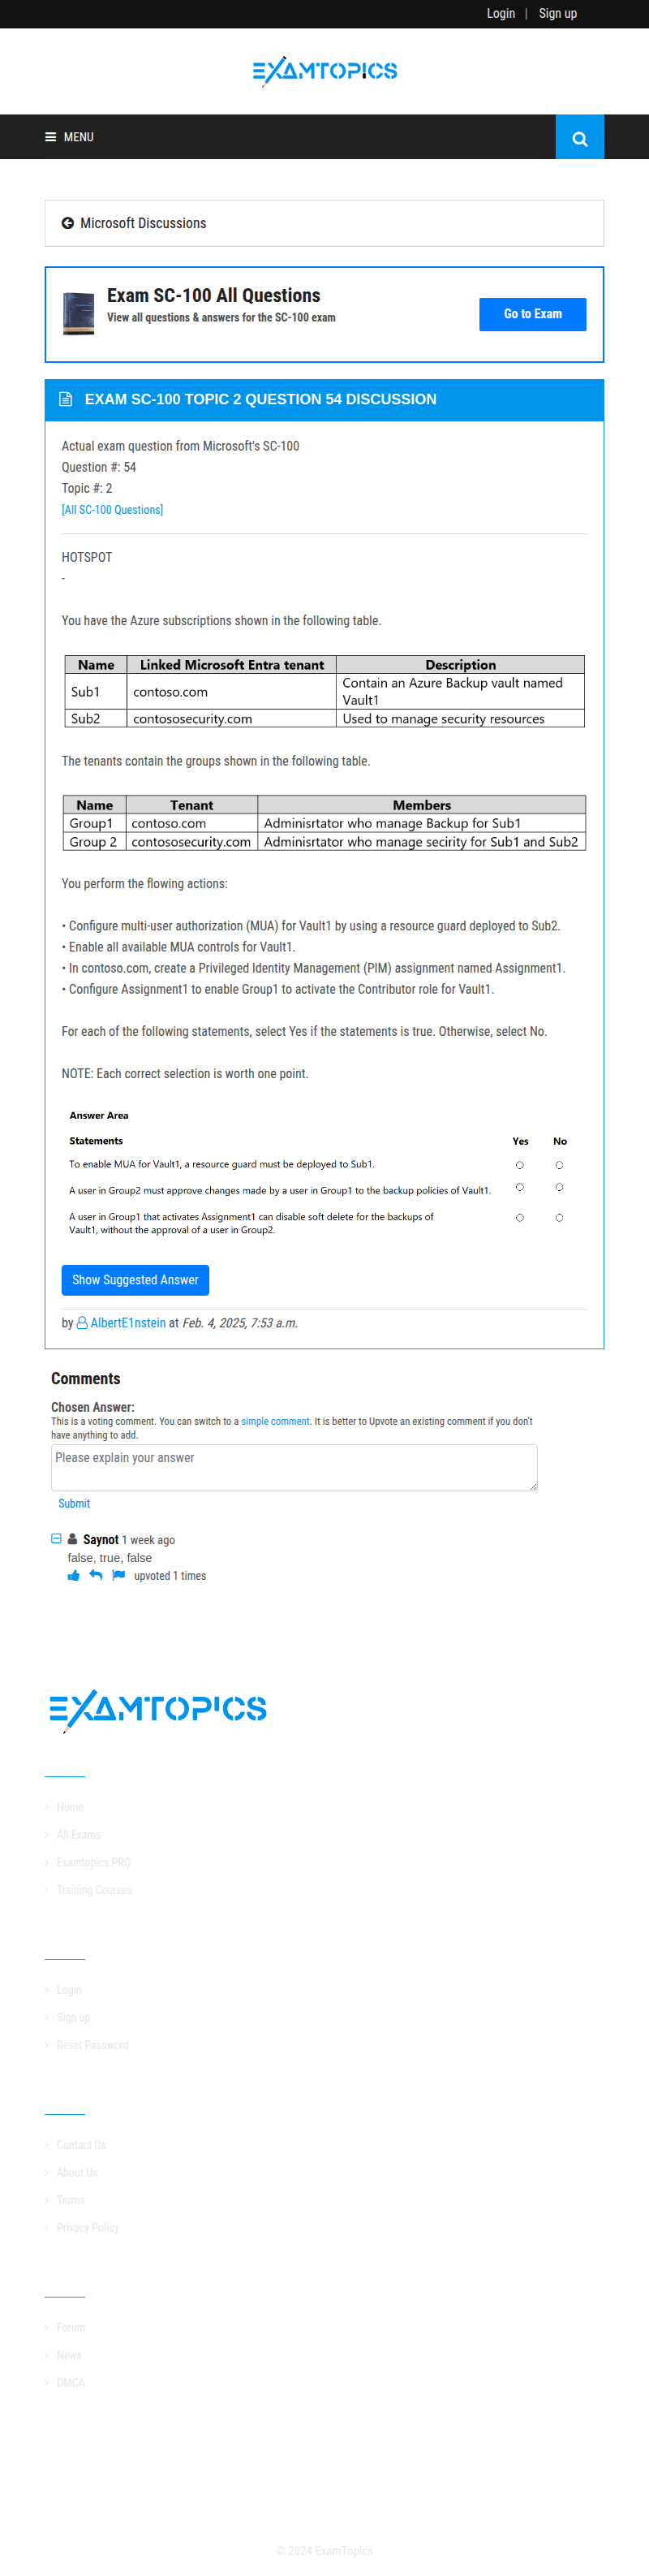 Login | Sign up
EXAMTOPICS
MENU
Microsoft Discussions
Exam SC-100 All Questions
View all questions & answers for the SC-100 exam
Go to Exam
EXAM SC-100 TOPIC 2 QUESTION 54 DISCUSSION
Actual exam question from Microsoft's SC-100
Question #: 54
Topic #: 2
[All SC-100 Questions]
HOTSPOT
-
You have the Azure subscriptions shown in the following table.
Name Linked Microsoft Entra tenant Description
Sub1 contoso.com Contain an Azure Backup vault named Vault1
Sub2 contososecurity.com Used to manage security resources
The tenants contain the groups shown in the following table.
Name Tenant Members
Group1 contoso.com Adminisrtator who manage Backup for Sub1
Group 2 contososecurity.com Adminisrtator who manage secirity for Sub1 and Sub2
You perform the flowing actions:
• Configure multi-user authorization (MUA) for Vault1 by using a resource guard deployed to Sub2.
• Enable all available MUA controls for Vault1.
• In contoso.com, create a Privileged Identity Management (PIM) assignment named Assignment1.
• Configure Assignment1 to enable Group1 to activate the Contributor role for Vault1.
For each of the following statements, select Yes if the statements is true. Otherwise, select No.
NOTE: Each correct selection is worth one point.
Answer Area
Statements Yes No
To enable MUA for Vault1, a resource guard must be deployed to Sub1.
A user in Group2 must approve changes made by a user in Group1 to the backup policies of Vault1.
A user in Group1 that activates Assignment1 can disable soft delete for the backups of
Vault1, without the approval of a user in Group2.
Show Suggested Answer
by AlbertE1nstein at Feb. 4, 2025, 7:53 a.m.
Comments
Chosen Answer:
This is a voting comment. You can switch to a simple comment. It is better to Upvote an existing comment if you don't
have anything to add.
Please explain your answer
Submit
Saynot 1 week ago
false, true, false
upvoted 1 times
EXAMTOPICS
Home
All Exams
Examtopics PRO
Training Courses
Login
Sign up
Reset Password
Contact Us
About Us
Terms
Privacy Policy
Forum
News
DMCA
© 2024 ExamTopics